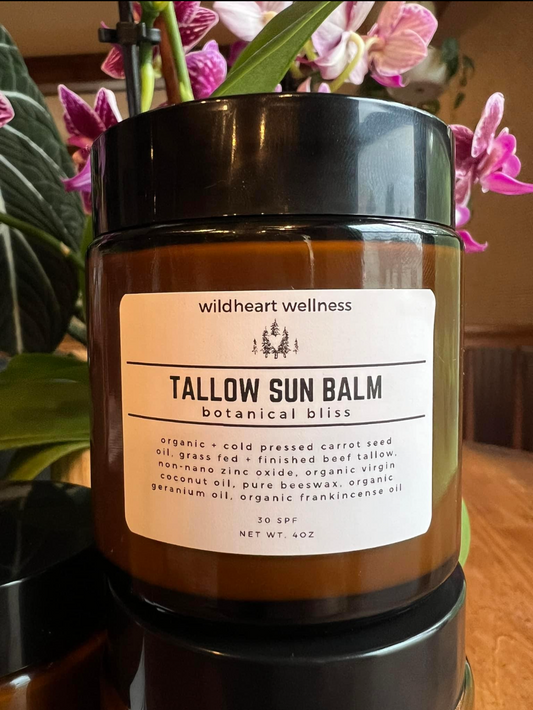 wildheart wellness
TALLOW SUN BALM
botanical bliss
organic + cold pressed carrot seed
oil, grass fed + finished beef tallow,
non-nano zinc oxide, organic virgin
coconut oil, pure beeswax, organic
geranium oil, organic frankincense oil
30 SPF
NET WT. 4OZ